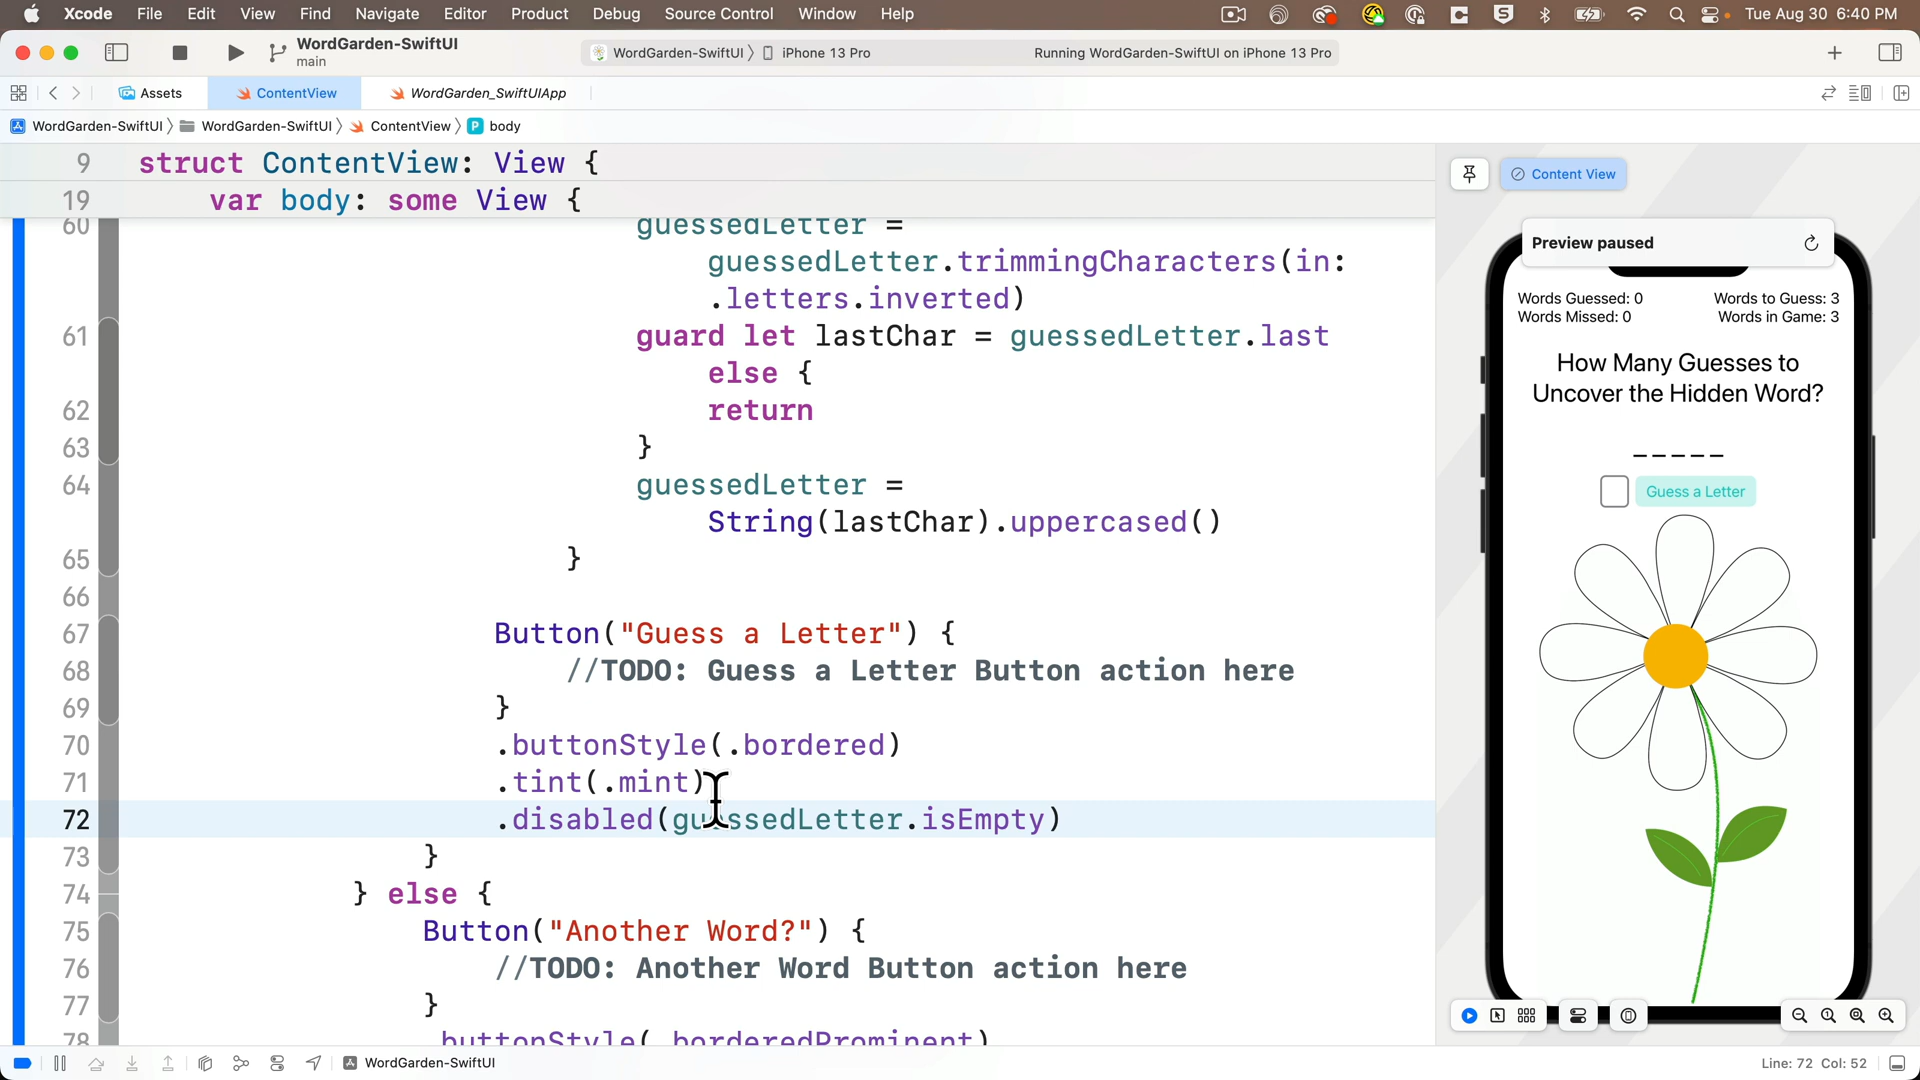 Xcode File Edit View Find Navigate Editor Product Debug Source Control Window Help Tue Aug 30 6:40 PM
WordGarden-SwiftUI
main
WordGarden-SwiftUI iPhone 13 Pro Running WordGarden-SwiftUI on iPhone 13 Pro
Assets ContentView WordGarden_SwiftUIApp
WordGarden-SwiftUI WordGarden-SwiftUI ContentView P body
9 struct ContentView: View {
19 var body: some View {
60 guessedLetter =
guessedLetter.trimmingCharacters(in:
.letters.inverted)
61 guard let lastChar = guessedLetter.last
else {
62 return
63 }
64 guessedLetter =
String(lastChar).uppercased()
65 }
66
67 Button("Guess a Letter") {
68 //TODO: Guess a Letter Button action here
69 }
70 .buttonStyle(.bordered)
71 .tint(.mint)
72 .disabled(guessedLetter.isEmpty)
73 }
74 } else {
75 Button("Another Word?") {
76 //TODO: Another Word Button action here
77 }
78 .buttonStyle(.borderedProminent)
Content View
Preview paused
Words Guessed: 0 Words to Guess: 3
Words Missed: 0 Words in Game: 3
How Many Guesses to
Uncover the Hidden Word?
_ _ _ _ _
Guess a Letter
WordGarden-SwiftUI Line: 72 Col: 52